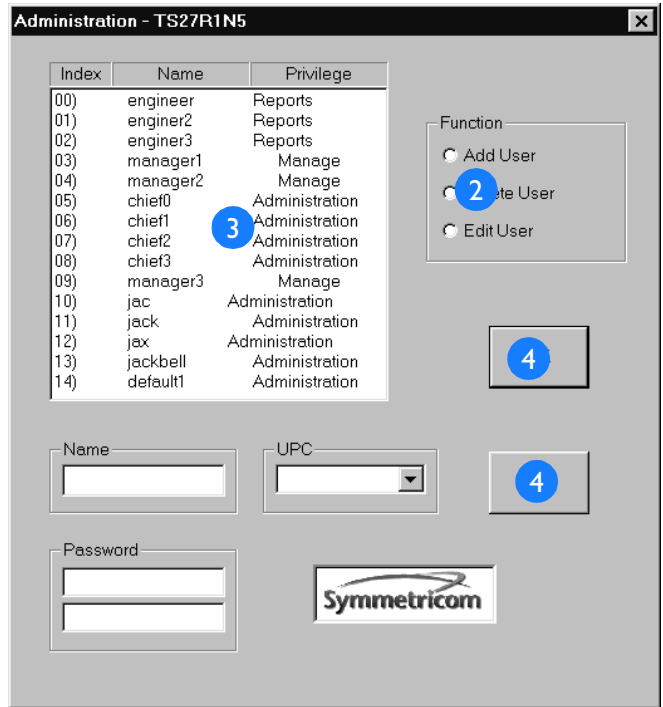 Administration - TS27R1N5
Index Name Privilege
00) engineer Reports
01) enginer2 Reports
02) enginer3 Reports
03) manager1 Manage
04) manager2 Manage
05) chief0 Administration
06) chief1 Administration
07) chief2 Administration
08) chief3 Administration
09) manager3 Manage
10) jac Administration
11) jack Administration
12) jax Administration
13) jackbell Administration
14) default1 Administration
3
Function
Add User
2 User
Edit User
4
Name
UPC
4
Password
Symmetricom